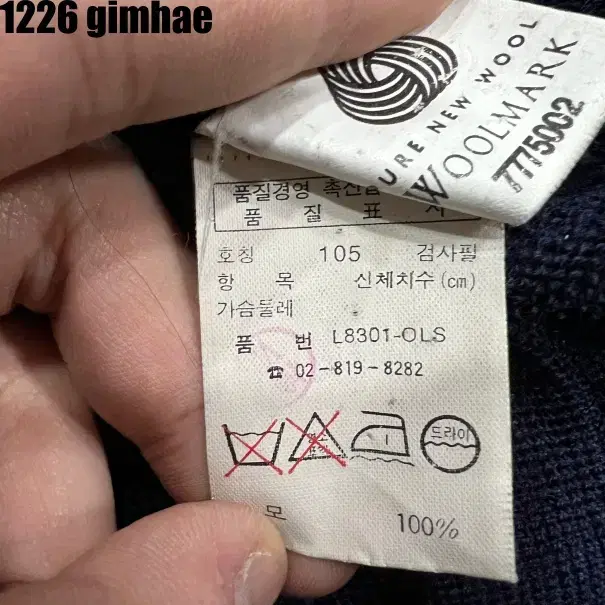 1226 gimhae
URE NEW WOOL
WOOLMARK
7775002
품질경영 촉진
품 질 표 시
호칭 105 검사필
항 목 신체치수(cm)
가슴둘레
품 번 L8301-OLS
☎ 02-819-8282
드라이
모 100%